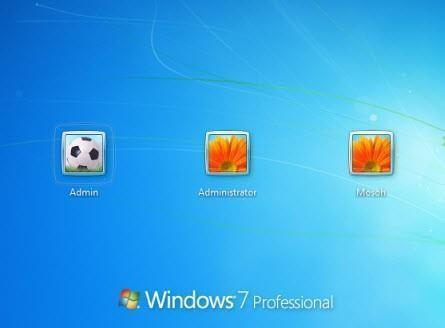 Admin Administrator Mosch
Windows 7 Professional